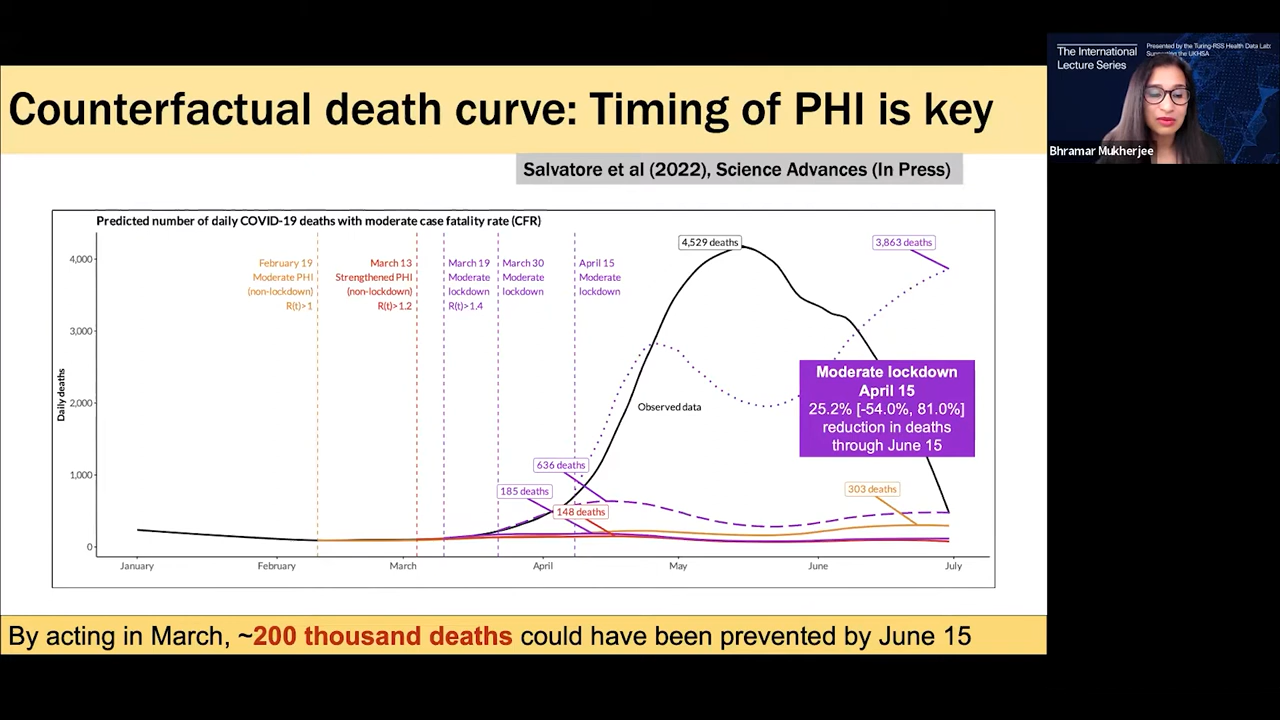 Counterfactual death curve: Timing of PHI is key
Salvatore et al (2022), Science Advances (In Press)
Predicted number of daily COVID-19 deaths with moderate case fatality rate (CFR)
February 19
Moderate PHI
(non-lockdown)
R(t)>1
March 13
Strengthened PHI
(non-lockdown)
R(t)>1.2
March 19
Moderate
lockdown
R(t)>1.4
March 30
Moderate
lockdown
April 15
Moderate
lockdown
4,529 deaths
3,863 deaths
Observed data
636 deaths
185 deaths
148 deaths
303 deaths
Moderate lockdown
April 15
25.2% [-54.0%, 81.0%]
reduction in deaths
through June 15
Daily deaths
4,000
3,000
2,000
1,000
0
January
February
March
April
May
June
July
By acting in March, ~200 thousand deaths could have been prevented by June 15
The International
Lecture Series
Presented by the Turing-RSS Health Data Lab:
Supporting the UKHSA
Bhramar Mukherjee